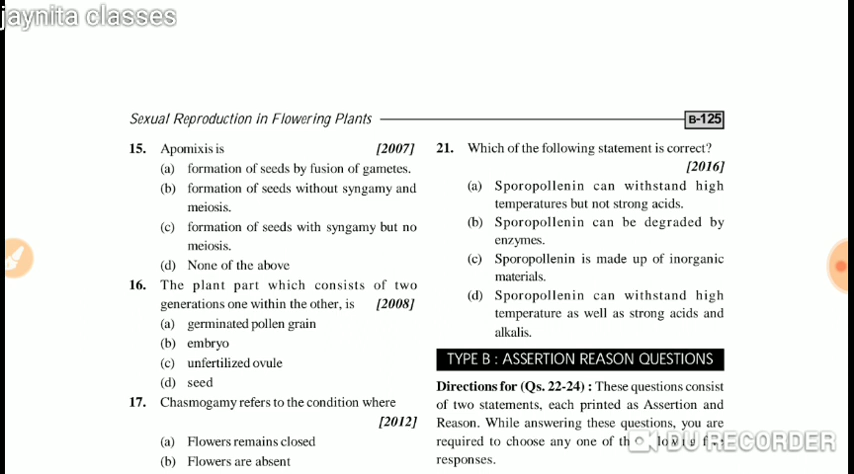 jaynita classes
Sexual Reproduction in Flowering Plants
B-125
15. Apomixis is [2007]
(a) formation of seeds by fusion of gametes.
(b) formation of seeds without syngamy and
meiosis.
(c) formation of seeds with syngamy but no
meiosis.
(d) None of the above
16. The plant part which consists of two
generations one within the other, is [2008]
(a) germinated pollen grain
(b) embryo
(c) unfertilized ovule
(d) seed
17. Chasmogamy refers to the condition where
[2012]
(a) Flowers remains closed
(b) Flowers are absent
21. Which of the following statement is correct?
[2016]
(a) Sporopollenin can withstand high
temperatures but not strong acids.
(b) Sporopollenin can be degraded by
enzymes.
(c) Sporopollenin is made up of inorganic
materials.
(d) Sporopollenin can withstand high
temperature as well as strong acids and
alkalis.
TYPE B : ASSERTION REASON QUESTIONS
Directions for (Qs. 22-24) : These questions consist
of two statements, each printed as Assertion and
Reason. While answering these questions, you are
required to choose any one of
responses.
DU RECORDER